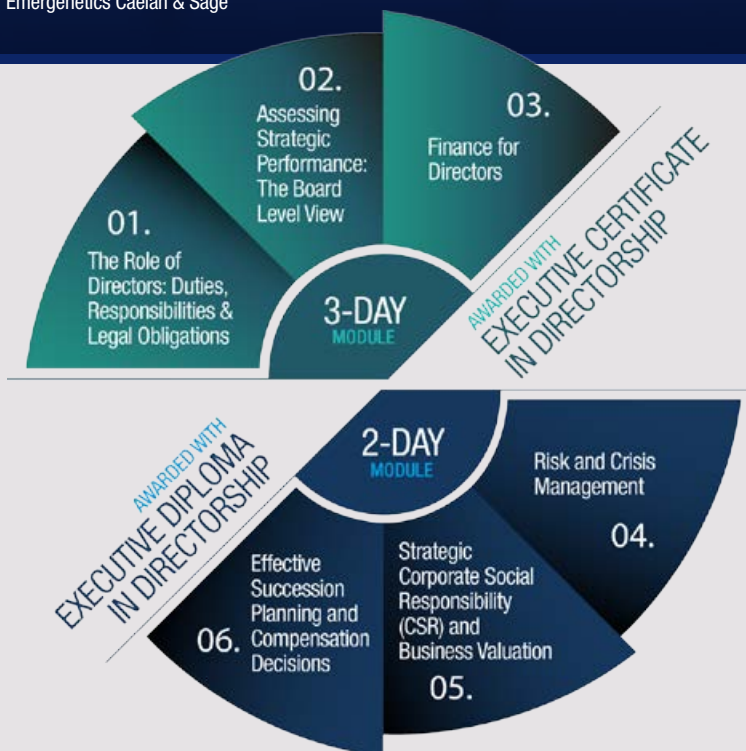 Emergenetics Caelan & Sage
02.
Assessing
Strategic
Performance:
The Board
Level View
03.
Finance for
Directors
01.
The Role of
Directors: Duties,
Responsibilities &
Legal Obligations
3-DAY
MODULE
AWARDED WITH
EXECUTIVE CERTIFICATE
IN DIRECTORSHIP
2-DAY
MODULE
AWARDED WITH
EXECUTIVE DIPLOMA
IN DIRECTORSHIP
Risk and Crisis
Management
04.
Strategic
Corporate Social
Responsibility
(CSR) and
Business Valuation
05.
Effective
Succession
Planning and
06. Compensation
Decisions